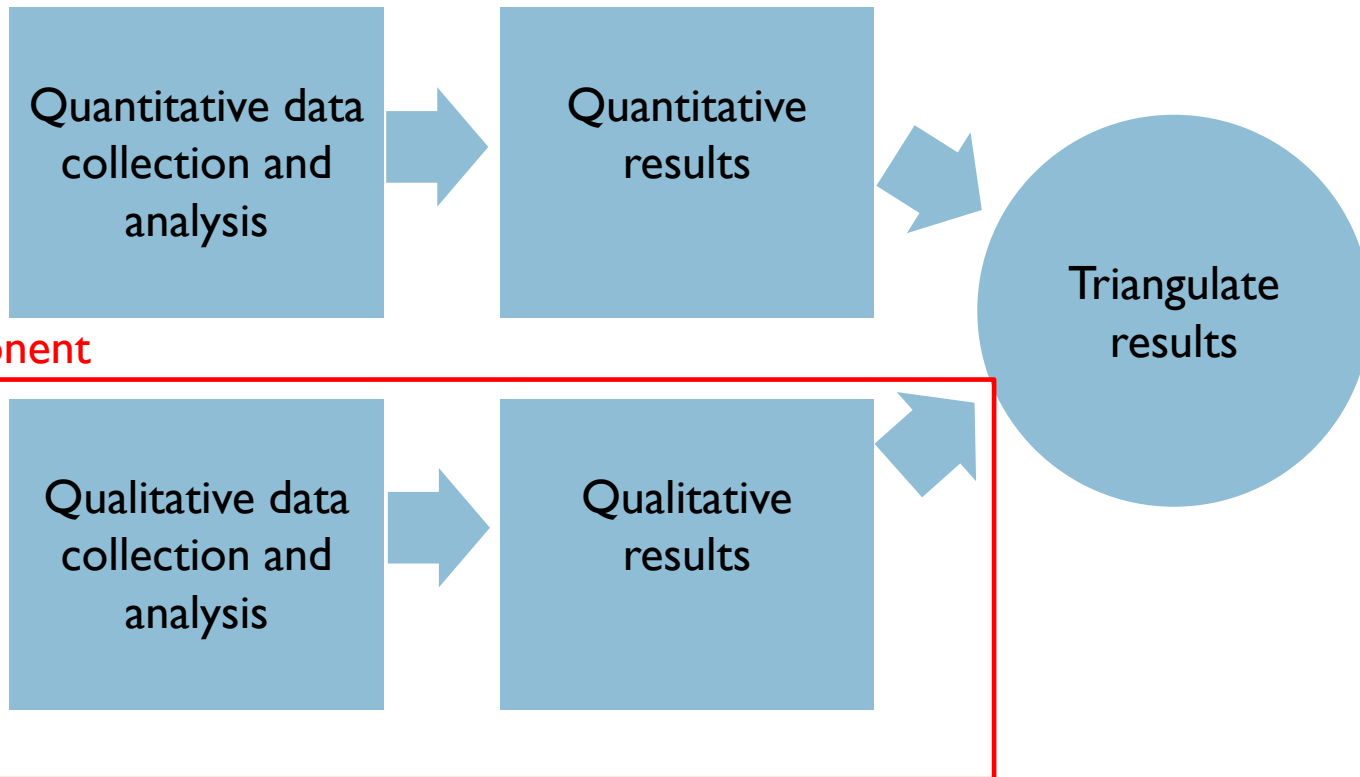 Quantitative data
collection and
analysis
Quantitative
results
Triangulate
results
onent
Qualitative data
collection and
analysis
Qualitative
results